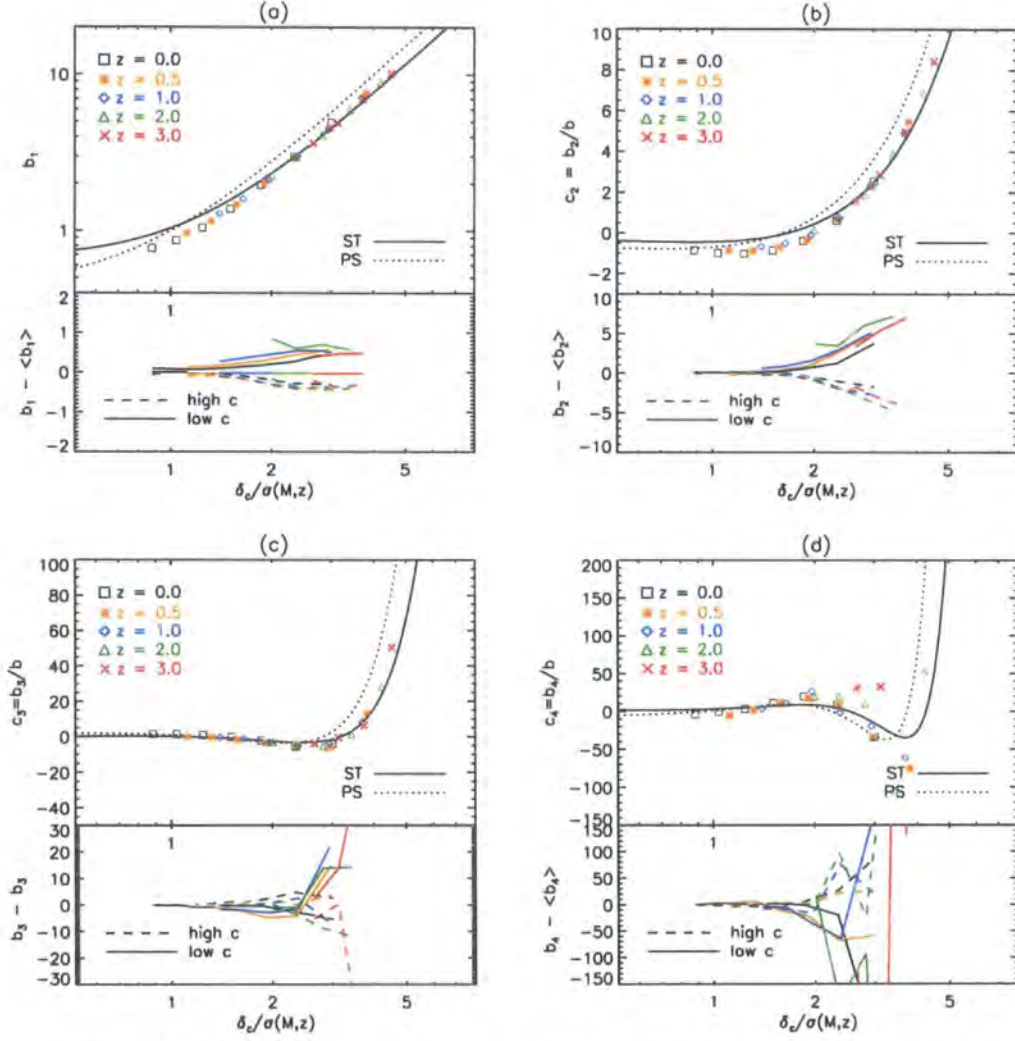 (a)
10
1
b₁
□ z = 0.0
✱ z = 0.5
◇ z = 1.0
△ z = 2.0
× z = 3.0
ST
PS
1
2
1
0
−1
−2
b₁ − <b₁>
high c
low c
1
2
5
δc/σ(M,z)
(b)
10
8
6
4
2
0
−2
c₂ = b₂/b
□ z = 0.0
✱ z = 0.5
◇ z = 1.0
△ z = 2.0
× z = 3.0
ST
PS
1
10
5
0
−5
−10
b₂ − <b₂>
high c
low c
1
2
5
δc/σ(M,z)
(c)
100
80
60
40
20
0
−20
−40
c₃=b₃/b
□ z = 0.0
✱ z = 0.5
◇ z = 1.0
△ z = 2.0
× z = 3.0
ST
PS
1
30
20
10
0
−10
−20
−30
b₃ − b₃
high c
low c
1
2
5
δc/σ(M,z)
(d)
200
150
100
50
0
−50
−100
−150
c₄=b₄/b
□ z = 0.0
✱ z = 0.5
◇ z = 1.0
△ z = 2.0
× z = 3.0
ST
PS
1
150
100
50
0
−50
−100
−150
b₄ − <b₄>
high c
low c
1
2
5
δc/σ(M,z)